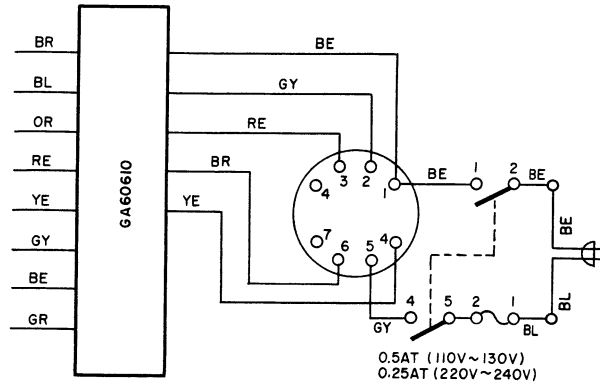 BR
BL
OR
RE
YE
GY
BE
GR
GA60610
BE
GY
RE
BR
YE
3
2
4
1
7
4
6
5
BE
1
2
BE
BE
BL
GY
4
5
2
1
BL
0.5AT (110V~130V)
0.25AT (220V~240V)